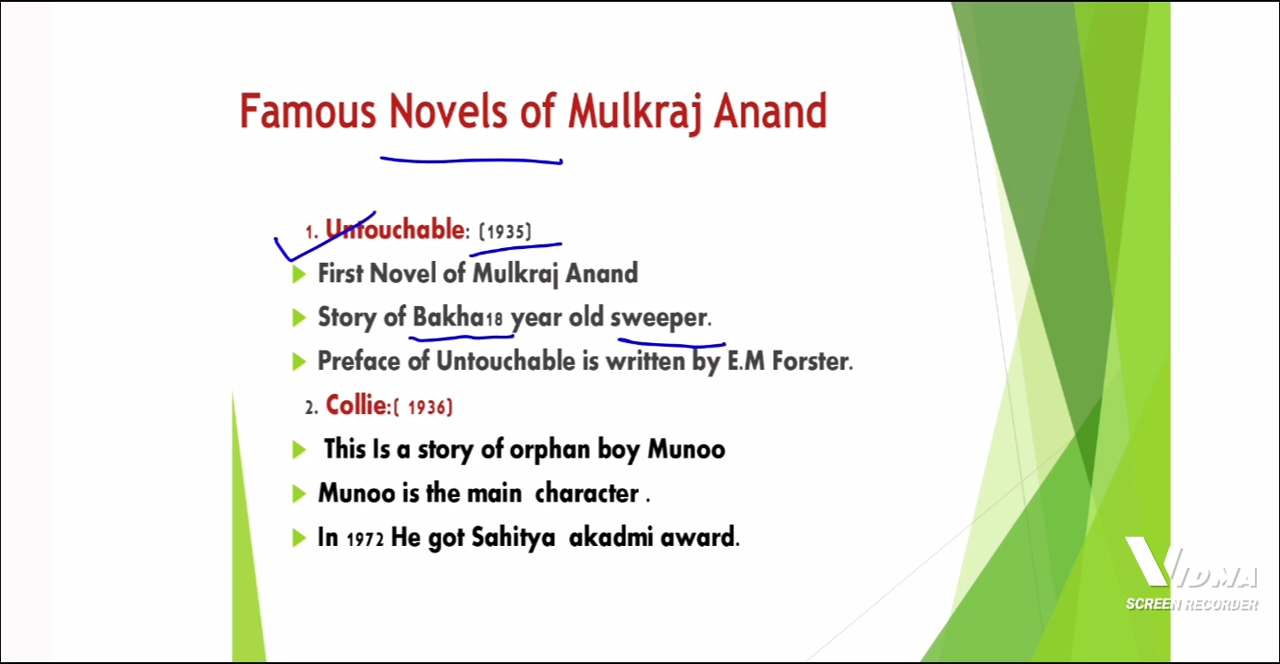 Famous Novels of Mulkraj Anand
1. Untouchable: (1935)
First Novel of Mulkraj Anand
Story of Bakha18 year old sweeper.
Preface of Untouchable is written by E.M Forster.
2. Collie:( 1936)
This Is a story of orphan boy Munoo
Munoo is the main character .
In 1972 He got Sahitya akadmi award.
VIDMA
SCREEN RECORDER